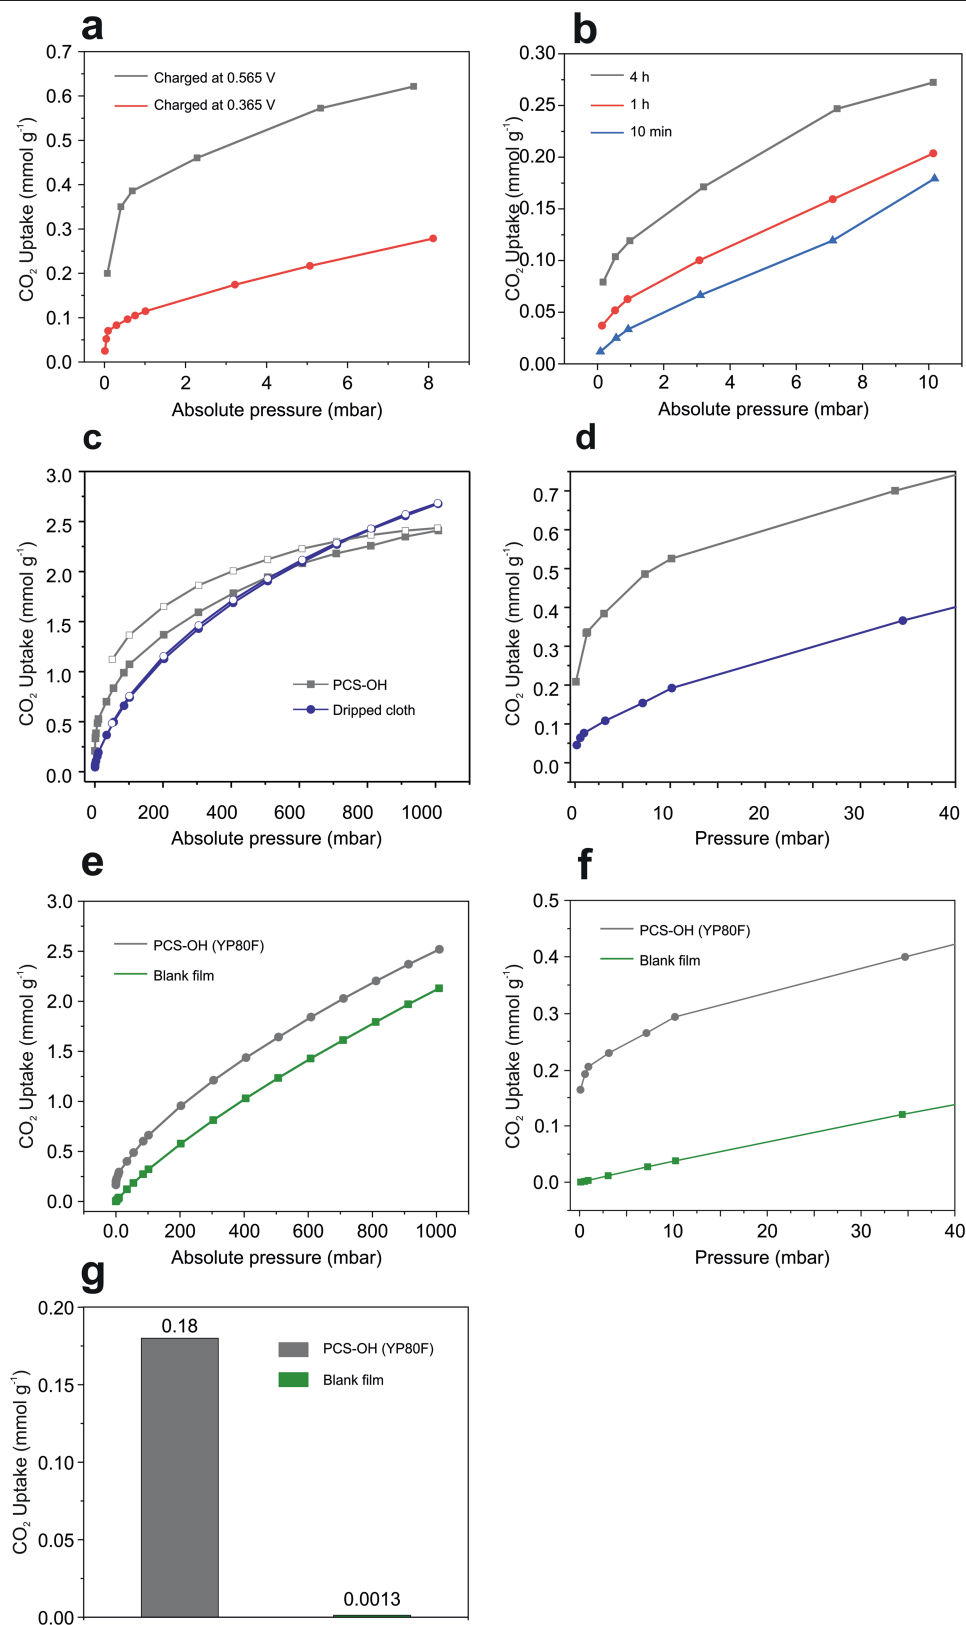 a
0.7
0.6
0.5
0.4
0.3
0.2
0.1
0.0
CO₂ Uptake (mmol g⁻¹)
Charged at 0.565 V
Charged at 0.365 V
0 2 4 6 8
Absolute pressure (mbar)
b
0.30
0.25
0.20
0.15
0.10
0.05
0.00
CO₂ Uptake (mmol g⁻¹)
4 h
1 h
10 min
0 2 4 6 8 10
Absolute pressure (mbar)
c
3.0
2.5
2.0
1.5
1.0
0.5
0.0
CO₂ Uptake (mmol g⁻¹)
PCS-OH
Dripped cloth
0 200 400 600 800 1000
Absolute pressure (mbar)
d
0.7
0.6
0.5
0.4
0.3
0.2
0.1
0.0
CO₂ Uptake (mmol g⁻¹)
0 10 20 30 40
Pressure (mbar)
e
3.0
2.5
2.0
1.5
1.0
0.5
0.0
CO₂ Uptake (mmol g⁻¹)
PCS-OH (YP80F)
Blank film
0.0 200 400 600 800 1000
Absolute pressure (mbar)
f
0.5
0.4
0.3
0.2
0.1
0.0
CO₂ Uptake (mmol g⁻¹)
PCS-OH (YP80F)
Blank film
0 10 20 30 40
Pressure (mbar)
g
0.20
0.15
0.10
0.05
0.00
CO₂ Uptake (mmol g⁻¹)
0.18
PCS-OH (YP80F)
Blank film
0.0013